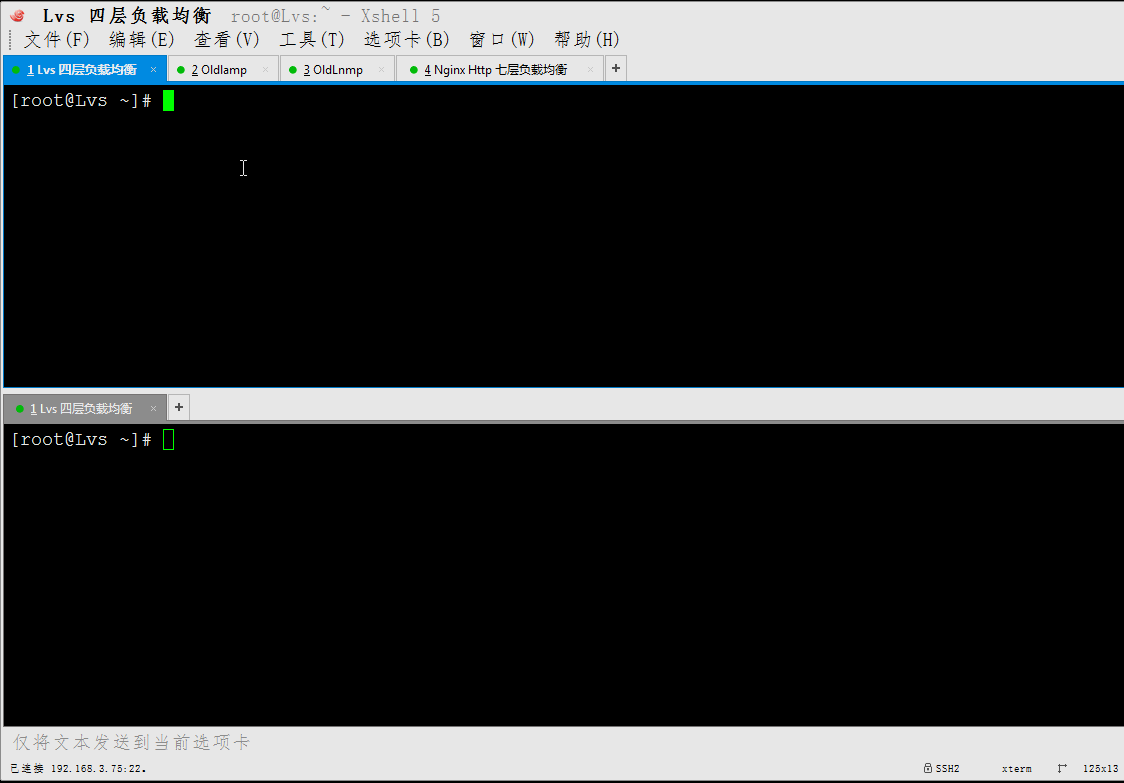 Lvs 四层负载均衡 root@Lvs:~ - Xshell 5
文件(F) 编辑(E) 查看(V) 工具(T) 选项卡(B) 窗口(W) 帮助(H)
1 Lvs 四层负载均衡 × 2 Oldlamp × 3 OldLnmp × 4 Nginx Http 七层负载均衡 × +
[root@Lvs ~]#
1 Lvs 四层负载均衡 × +
[root@Lvs ~]#
仅将文本发送到当前选项卡
已连接 192.168.3.75:22. SSH2 xterm 125x13